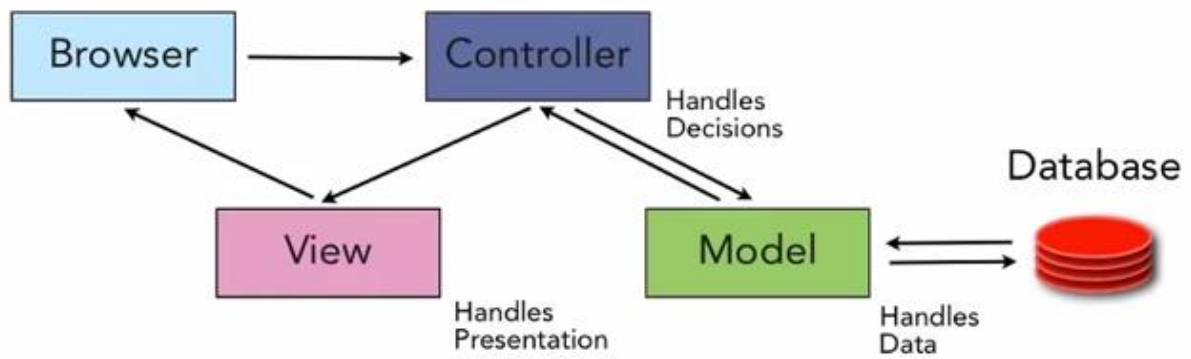 Browser
Controller
Handles
Decisions
Database
View
Model
Handles
Presentation
Handles
Data